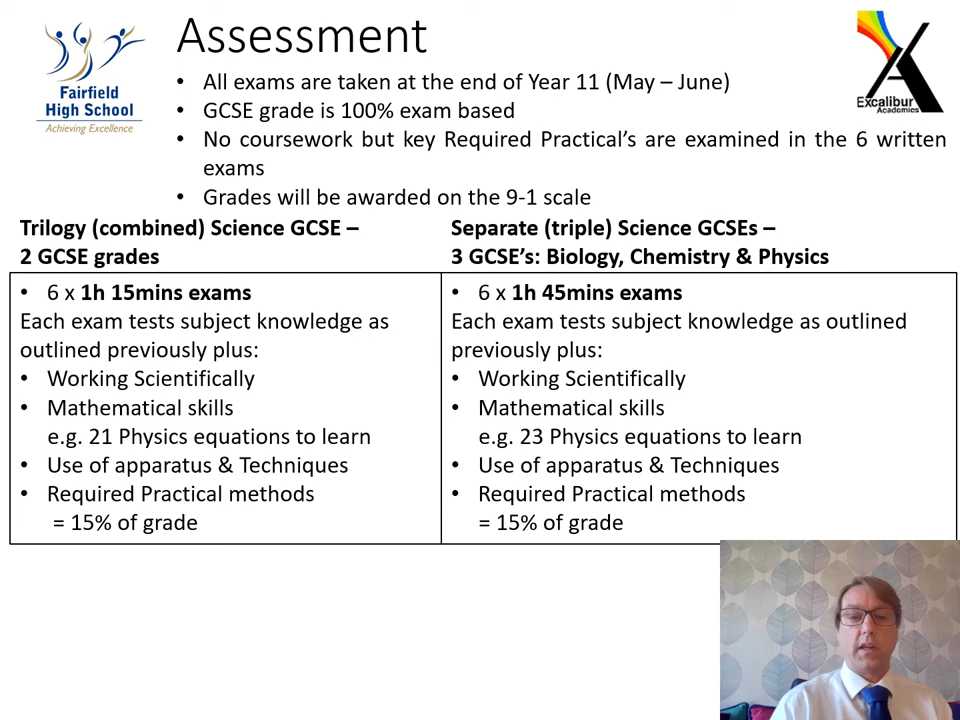 Assessment
Fairfield
High School
Achieving Excellence
Excalibur
Academics
• All exams are taken at the end of Year 11 (May – June)
• GCSE grade is 100% exam based
• No coursework but key Required Practical’s are examined in the 6 written
exams
• Grades will be awarded on the 9-1 scale
Trilogy (combined) Science GCSE –
2 GCSE grades
• 6 x 1h 15mins exams
Each exam tests subject knowledge as
outlined previously plus:
• Working Scientifically
• Mathematical skills
e.g. 21 Physics equations to learn
• Use of apparatus & Techniques
• Required Practical methods
= 15% of grade
Separate (triple) Science GCSEs –
3 GCSE’s: Biology, Chemistry & Physics
• 6 x 1h 45mins exams
Each exam tests subject knowledge as outlined
previously plus:
• Working Scientifically
• Mathematical skills
e.g. 23 Physics equations to learn
• Use of apparatus & Techniques
• Required Practical methods
= 15% of grade